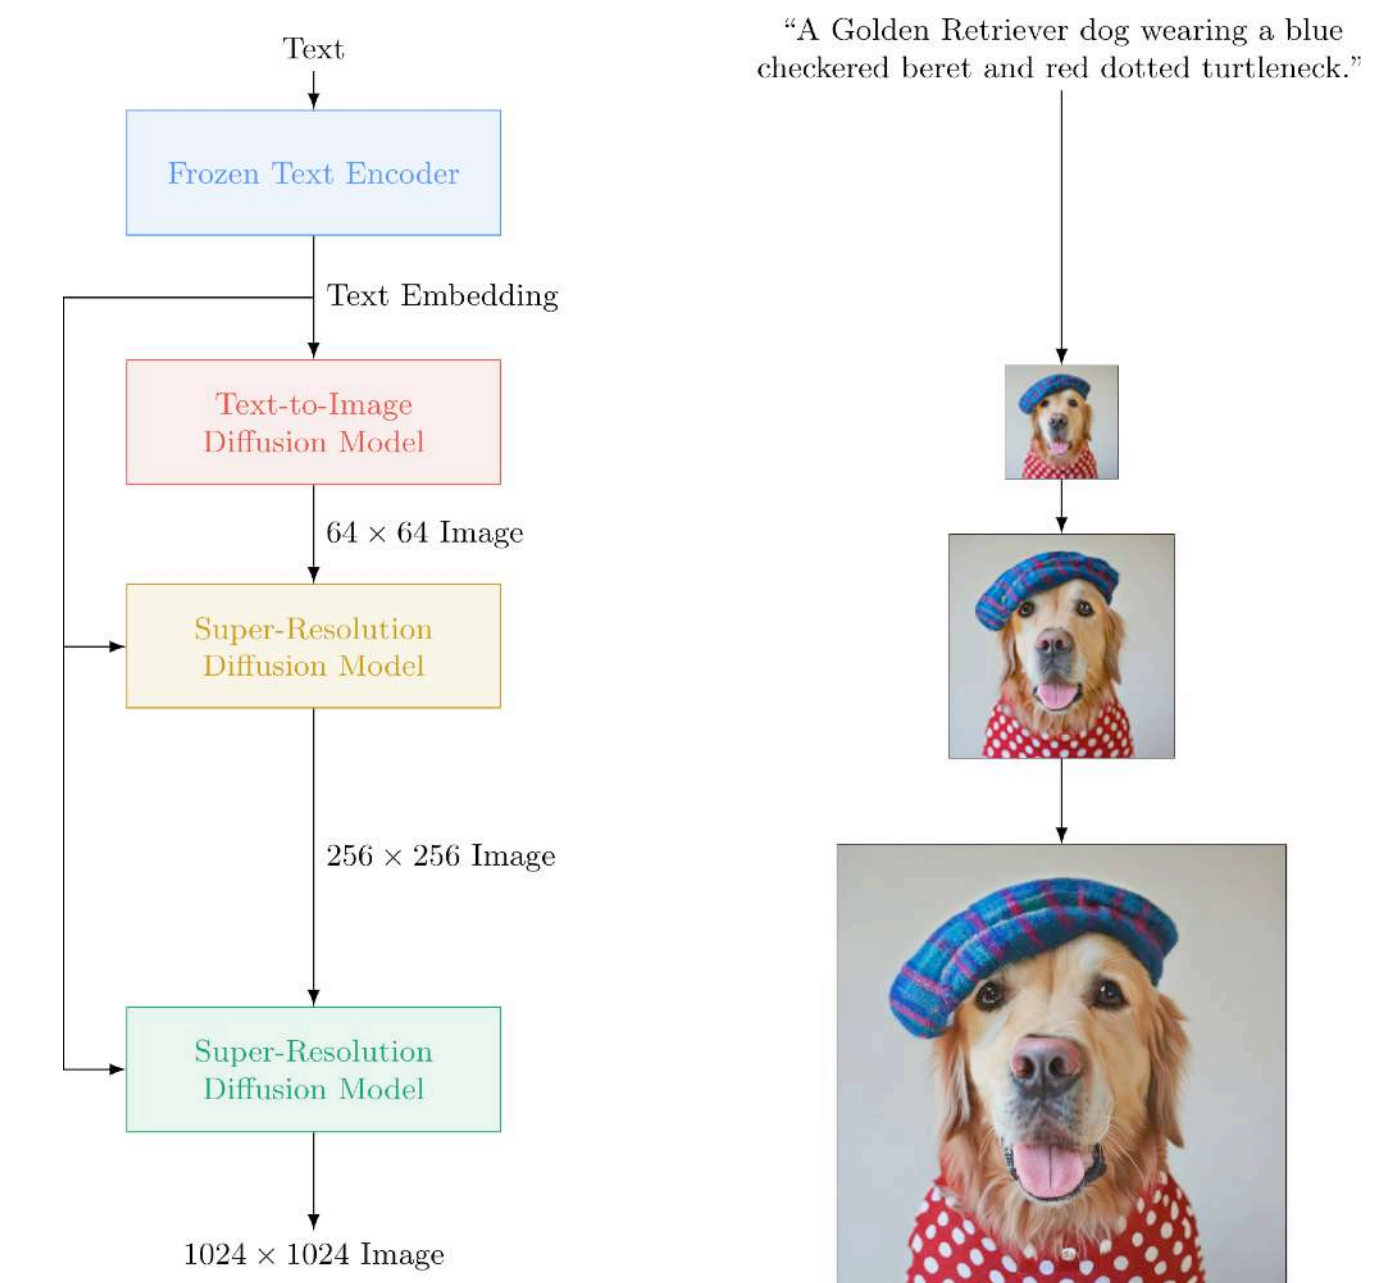 Text
Frozen Text Encoder
Text Embedding
Text-to-Image
Diffusion Model
64 × 64 Image
Super-Resolution
Diffusion Model
256 × 256 Image
Super-Resolution
Diffusion Model
1024 × 1024 Image
“A Golden Retriever dog wearing a blue
checkered beret and red dotted turtleneck.”